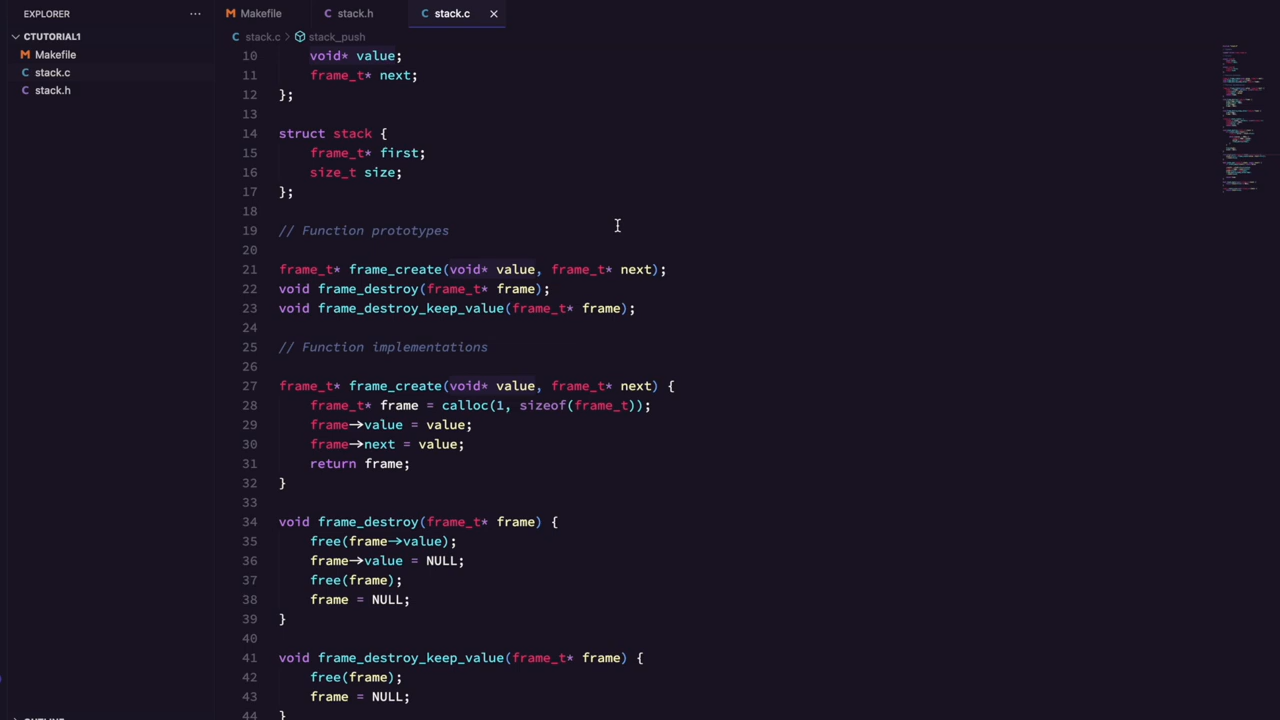 EXPLORER
CTUTORIAL1
Makefile
stack.c
stack.h
Makefile
stack.h
stack.c
stack.c > stack_push
10 void* value;
11 frame_t* next;
12 };
13
14 struct stack {
15 frame_t* first;
16 size_t size;
17 };
18
19 // Function prototypes
20
21 frame_t* frame_create(void* value, frame_t* next);
22 void frame_destroy(frame_t* frame);
23 void frame_destroy_keep_value(frame_t* frame);
24
25 // Function implementations
26
27 frame_t* frame_create(void* value, frame_t* next) {
28 frame_t* frame = calloc(1, sizeof(frame_t));
29 frame->value = value;
30 frame->next = value;
31 return frame;
32 }
33
34 void frame_destroy(frame_t* frame) {
35 free(frame->value);
36 frame->value = NULL;
37 free(frame);
38 frame = NULL;
39 }
40
41 void frame_destroy_keep_value(frame_t* frame) {
42 free(frame);
43 frame = NULL;
44 }